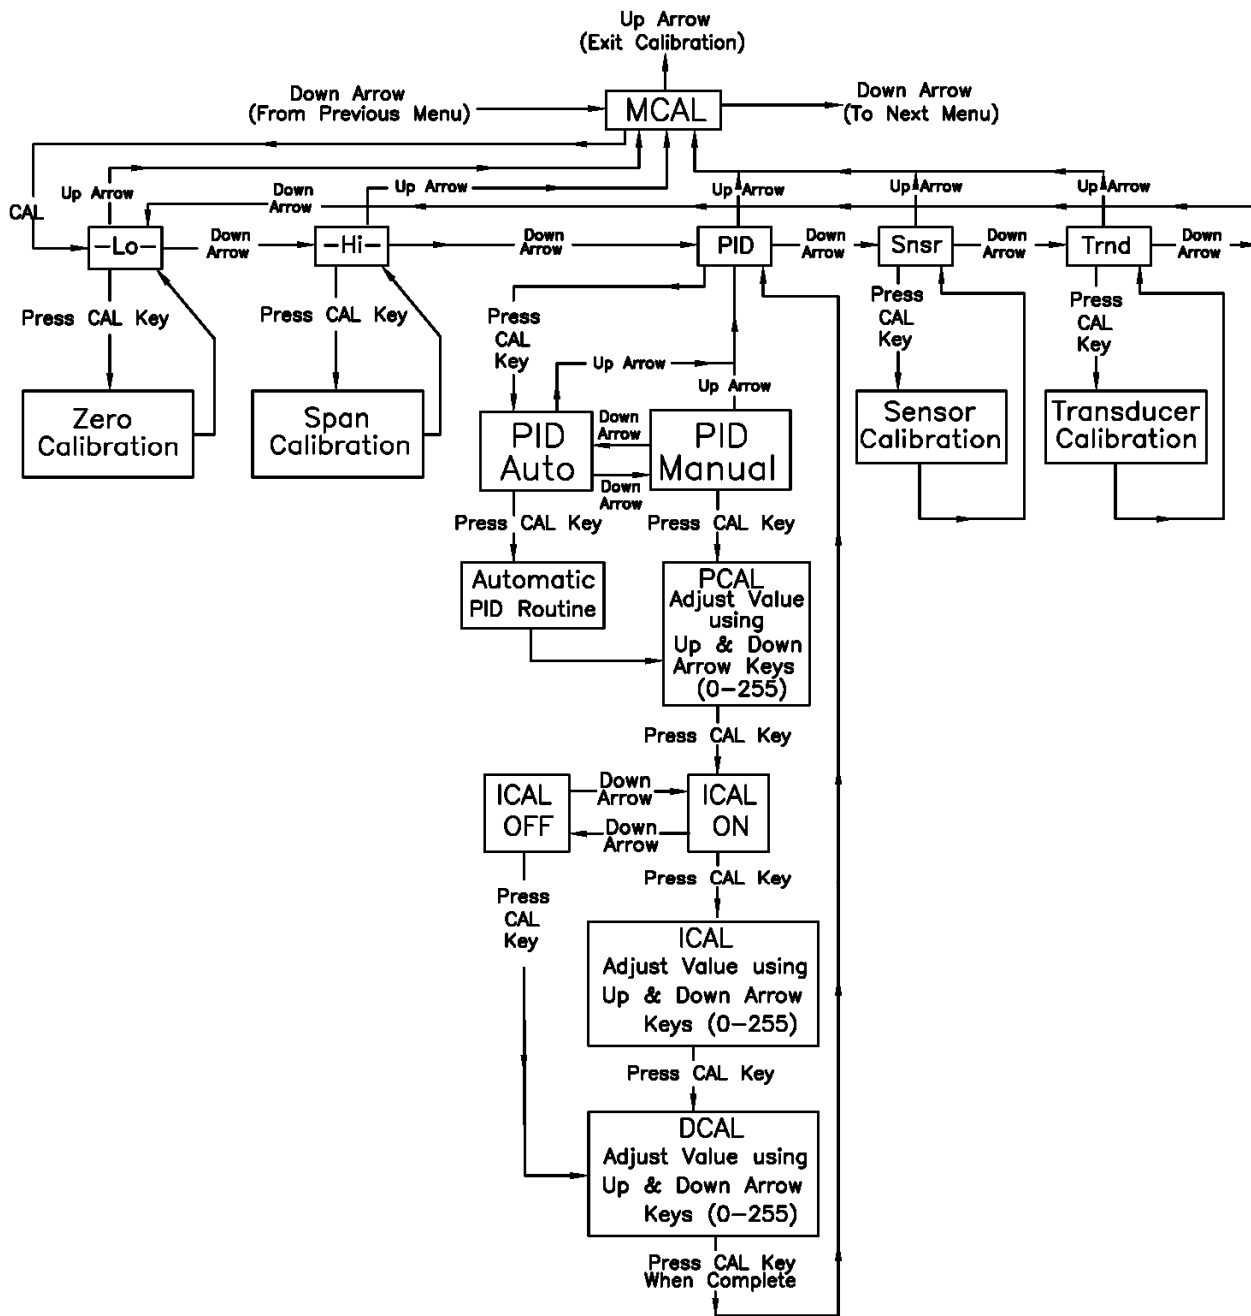 Up Arrow
(Exit Calibration)
Down Arrow
(From Previous Menu)
MCAL
Down Arrow
(To Next Menu)
CAL
Up Arrow
Down
Arrow
Up Arrow
Up Arrow
Up Arrow
Up Arrow
-Lo-
Down
Arrow
-Hi-
Down
Arrow
PID
Down
Arrow
Snsr
Down
Arrow
Trnd
Down
Arrow
Press CAL Key
Press CAL Key
Press
CAL
Key
Press
CAL
Key
Press
CAL
Key
Up Arrow
Up Arrow
Zero
Calibration
Span
Calibration
PID
Auto
Down
Arrow
Down
Arrow
PID
Manual
Sensor
Calibration
Transducer
Calibration
Press CAL Key
Press CAL Key
Automatic
PID Routine
PCAL
Adjust Value
using
Up & Down
Arrow Keys
(0-255)
Press CAL Key
ICAL
OFF
Down
Arrow
Down
Arrow
ICAL
ON
Press
CAL
Key
Press CAL Key
ICAL
Adjust Value using
Up & Down Arrow
Keys (0-255)
Press CAL Key
DCAL
Adjust Value using
Up & Down Arrow
Keys (0-255)
Press CAL Key
When Complete